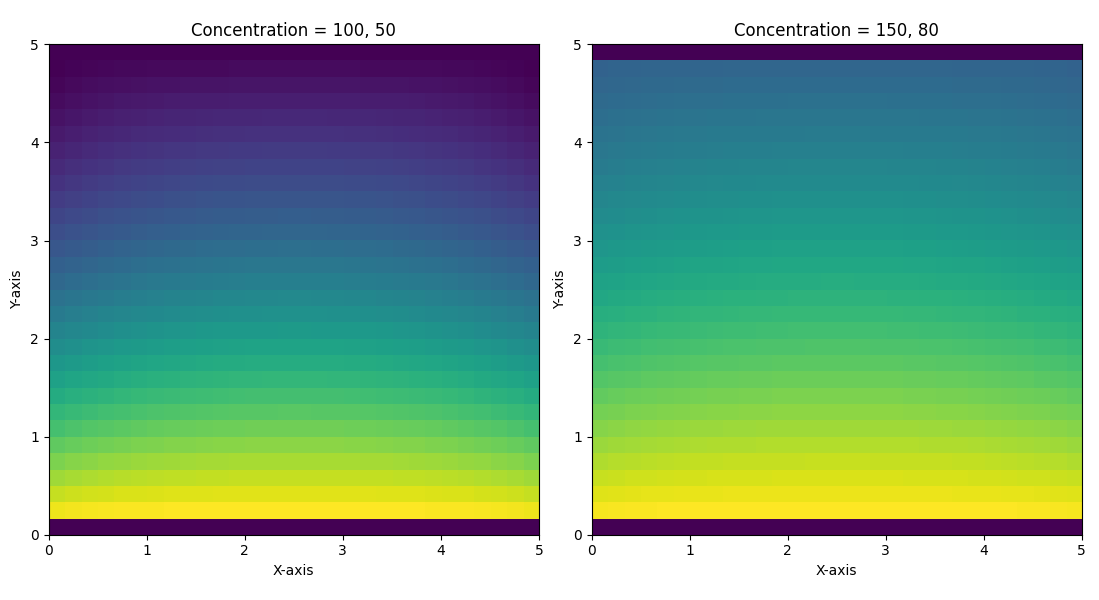 Concentration = 100, 50
5
4
3
2
1
0
0 1 2 3 4 5
X-axis
Y-axis
Concentration = 150, 80
5
4
3
2
1
0
0 1 2 3 4 5
X-axis
Y-axis